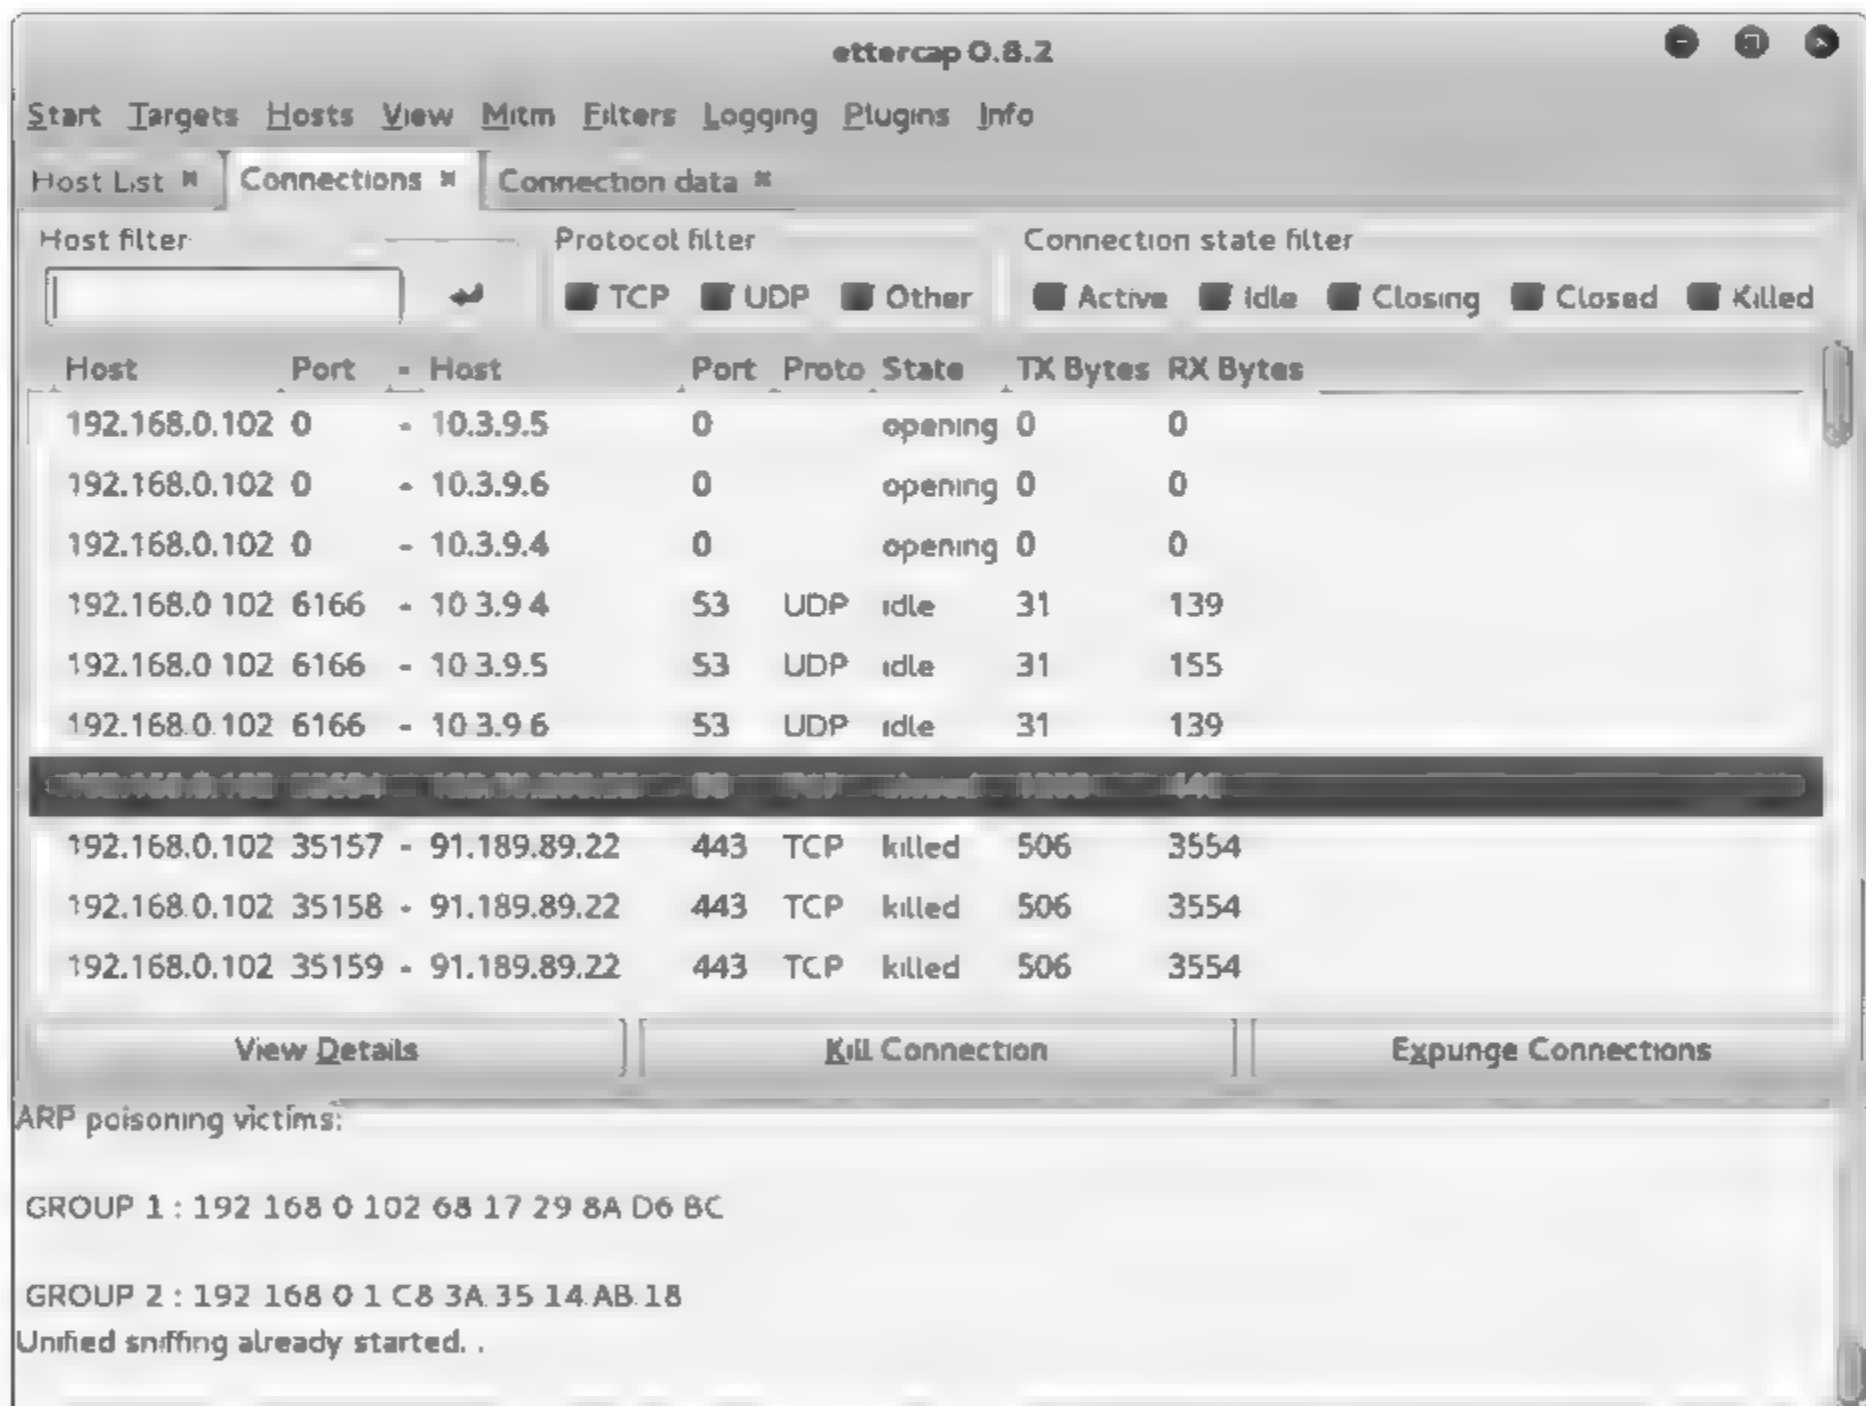 ettercap 0.8.2
Start Targets Hosts View Mitm Filters Logging Plugins Info
Host List Connections Connection data
Host filter Protocol filter Connection state filter
TCP UDP Other Active Idle Closing Closed Killed
Host Port - Host Port Proto State TX Bytes RX Bytes
192.168.0.102 0 - 10.3.9.5 0 opening 0 0
192.168.0.102 0 - 10.3.9.6 0 opening 0 0
192.168.0.102 0 - 10.3.9.4 0 opening 0 0
192.168.0.102 6166 - 10.3.9.4 53 UDP idle 31 139
192.168.0.102 6166 - 10.3.9.5 53 UDP idle 31 155
192.168.0.102 6166 - 10.3.9.6 53 UDP idle 31 139
192.168.0.102 35157 - 91.189.89.22 443 TCP killed 506 3554
192.168.0.102 35158 - 91.189.89.22 443 TCP killed 506 3554
192.168.0.102 35159 - 91.189.89.22 443 TCP killed 506 3554
View Details Kill Connection Expunge Connections
ARP poisoning victims:
GROUP 1 : 192 168 0 102 68 17 29 8A D6 BC
GROUP 2 : 192 168 0 1 C8 3A 35 14 AB 18
Unified sniffing already started. .